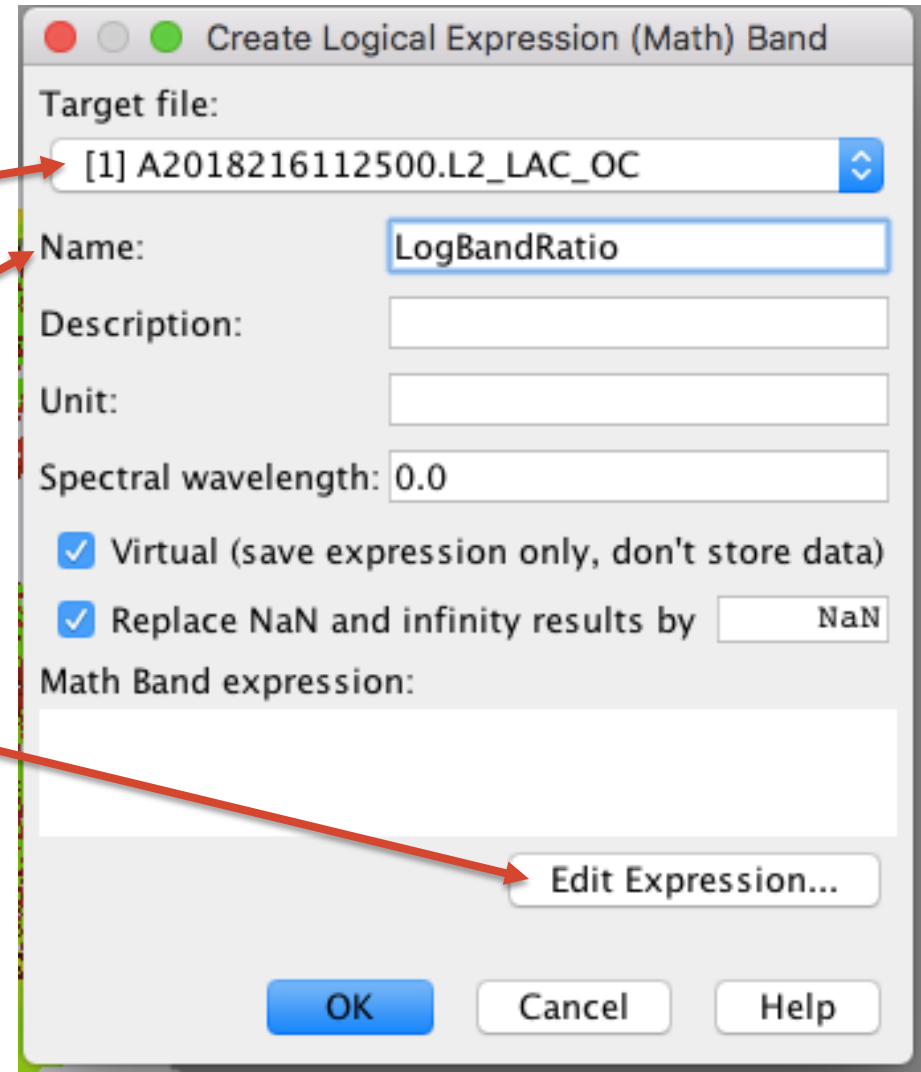 Create Logical Expression (Math) Band
Target file:
[1] A2018216112500.L2_LAC_OC
Name: LogBandRatio
Description:
Unit:
Spectral wavelength: 0.0
Virtual (save expression only, don't store data)
Replace NaN and infinity results by NaN
Math Band expression:
Edit Expression...
OK Cancel Help